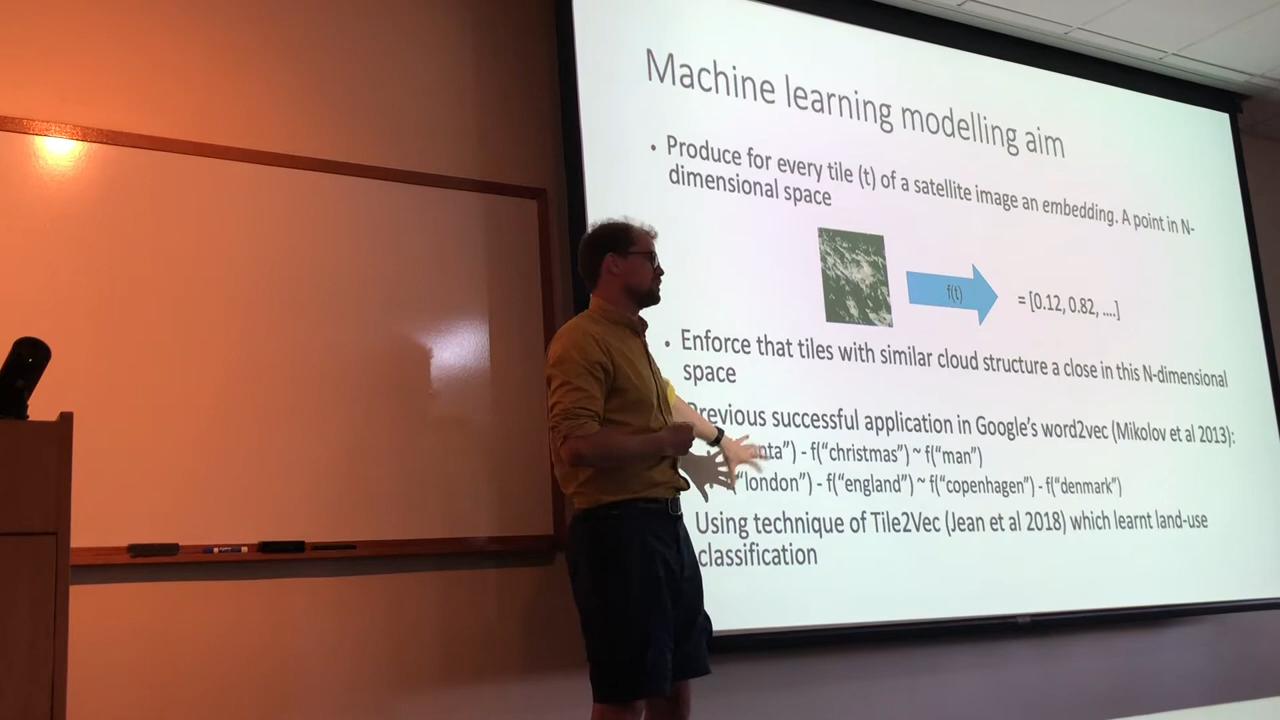 Machine learning modelling aim
• Produce for every tile (t) of a satellite image an embedding. A point in N-
dimensional space
f(t)
= [0.12, 0.82, ....]
• Enforce that tiles with similar cloud structure a close in this N-dimensional
space
Previous successful application in Google's word2vec (Mikolov et al 2013):
") - f("christmas") ~ f("man")
("london") - f("england") ~ f("copenhagen") - f("denmark")
Using technique of Tile2Vec (Jean et al 2018) which learnt land-use
classification